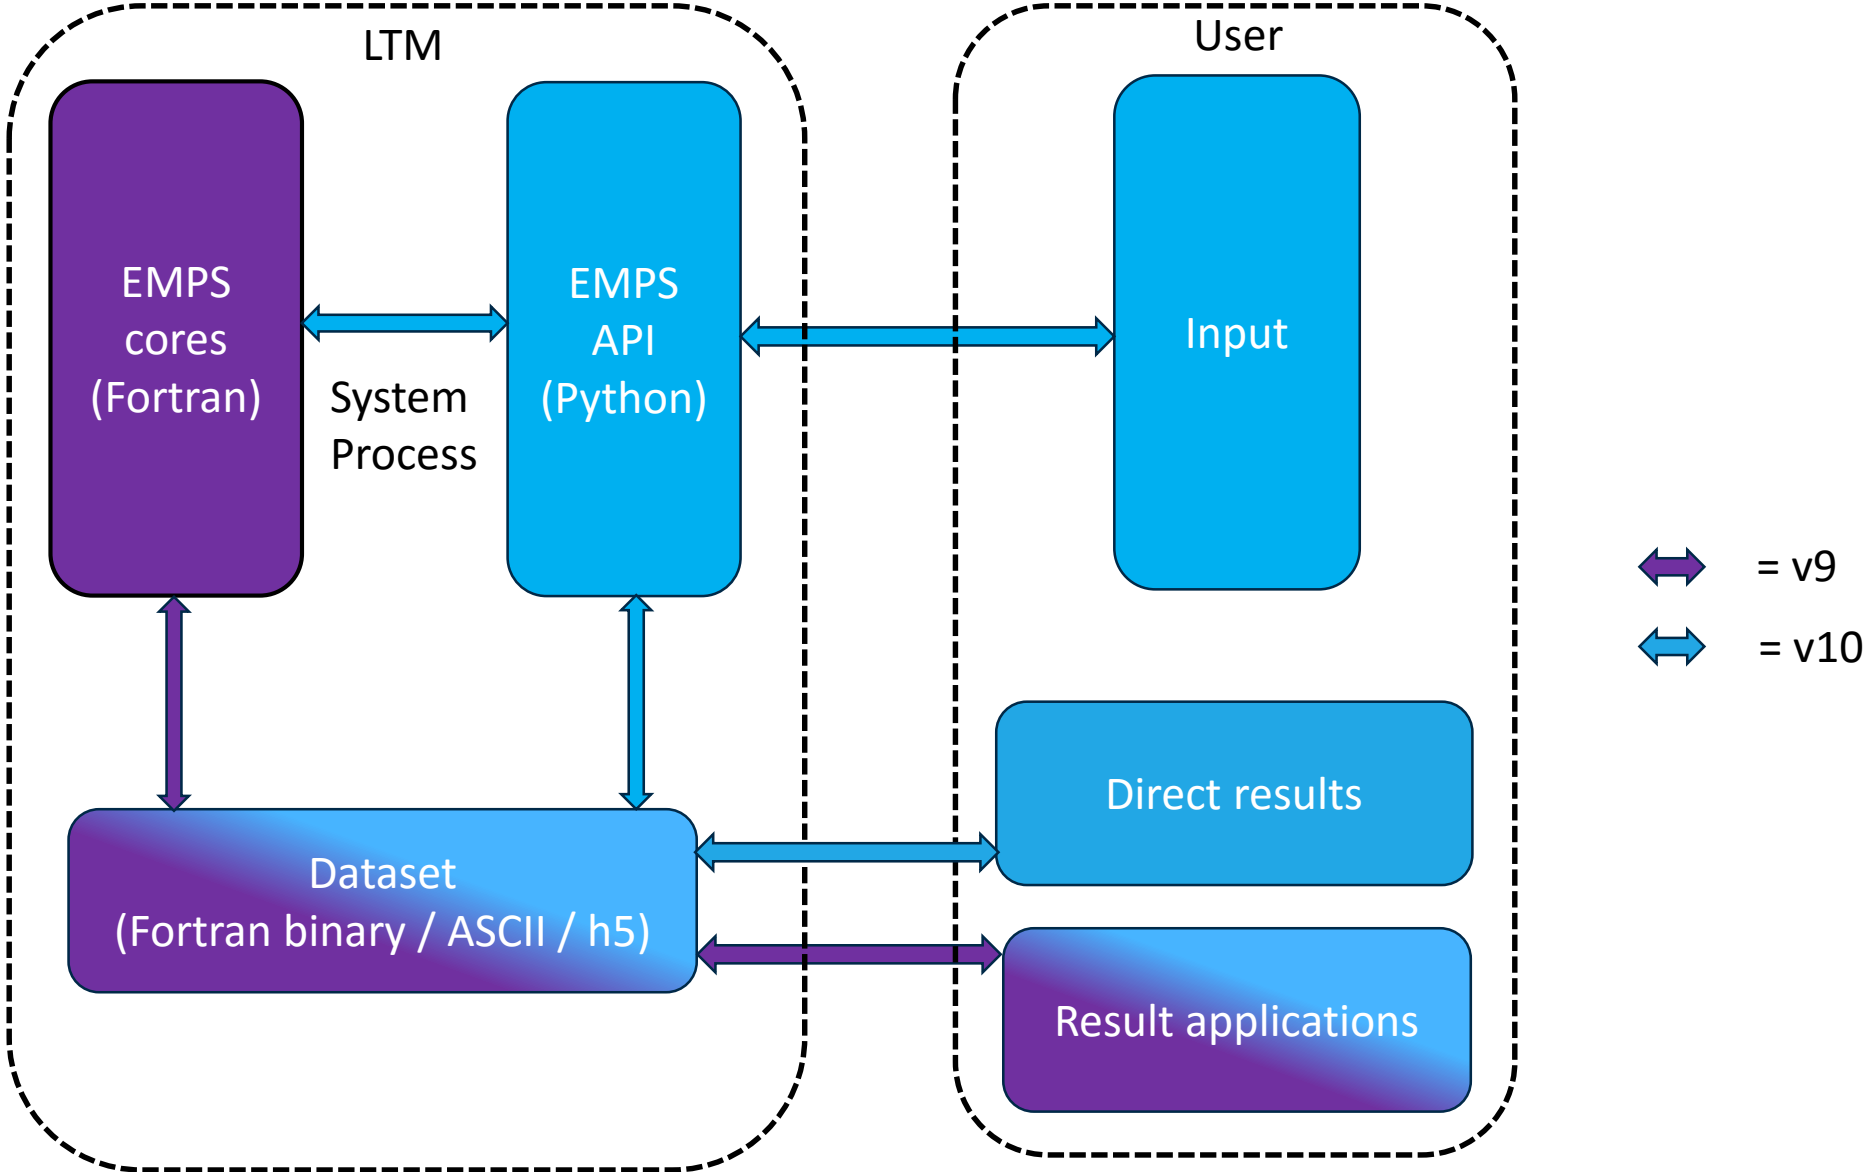 LTM
User
EMPS
cores
(Fortran)
System
Process
EMPS
API
(Python)
Input
= v9
= v10
Direct results
Dataset
(Fortran binary / ASCII / h5)
Result applications